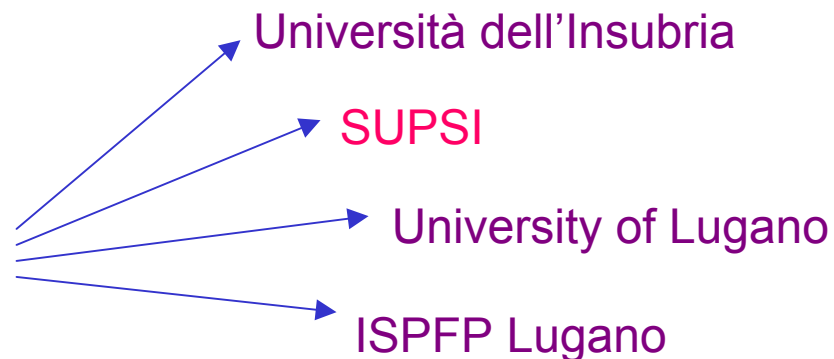 Università dell’Insubria
SUPSI
University of Lugano
ISPFP Lugano